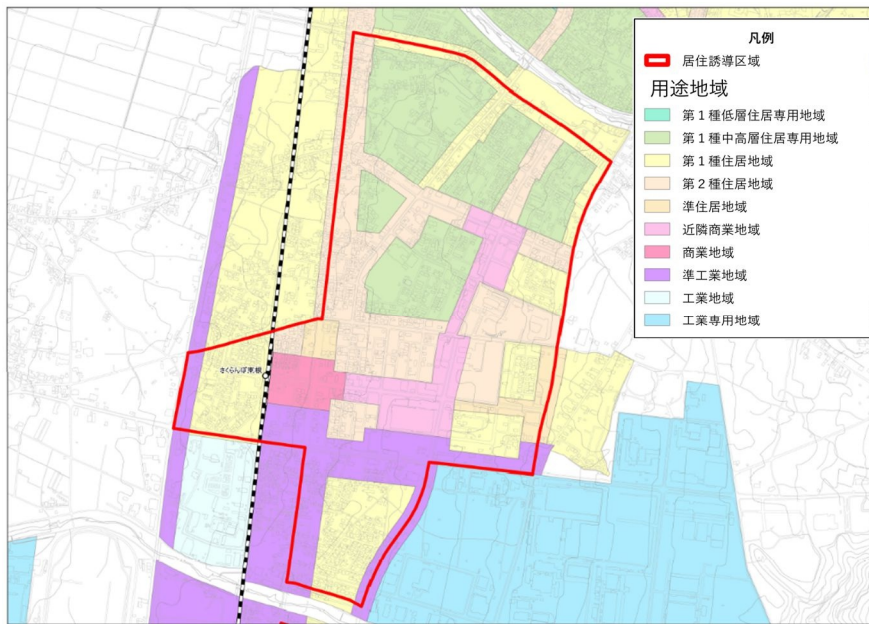 凡例
居住誘導区域
用途地域
第１種低層住居専用地域
第１種中高層住居専用地域
第１種住居地域
第２種住居地域
準住居地域
近隣商業地域
商業地域
準工業地域
工業地域
工業専用地域
さくらんぼ東根